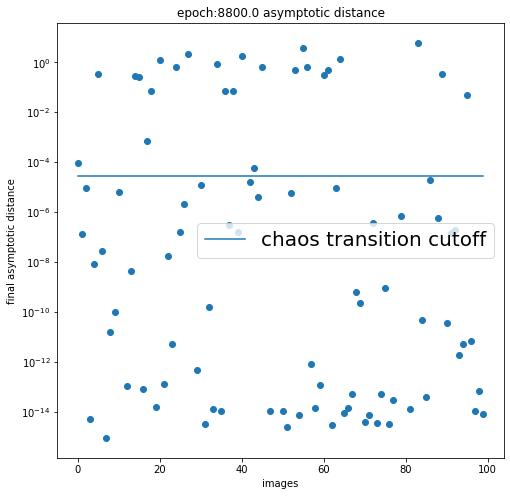 epoch:8800.0 asymptotic distance
final asymptotic distance
10^0
10^-2
10^-4
10^-6
10^-8
10^-10
10^-12
10^-14
chaos transition cutoff
0 20 40 60 80 100
images